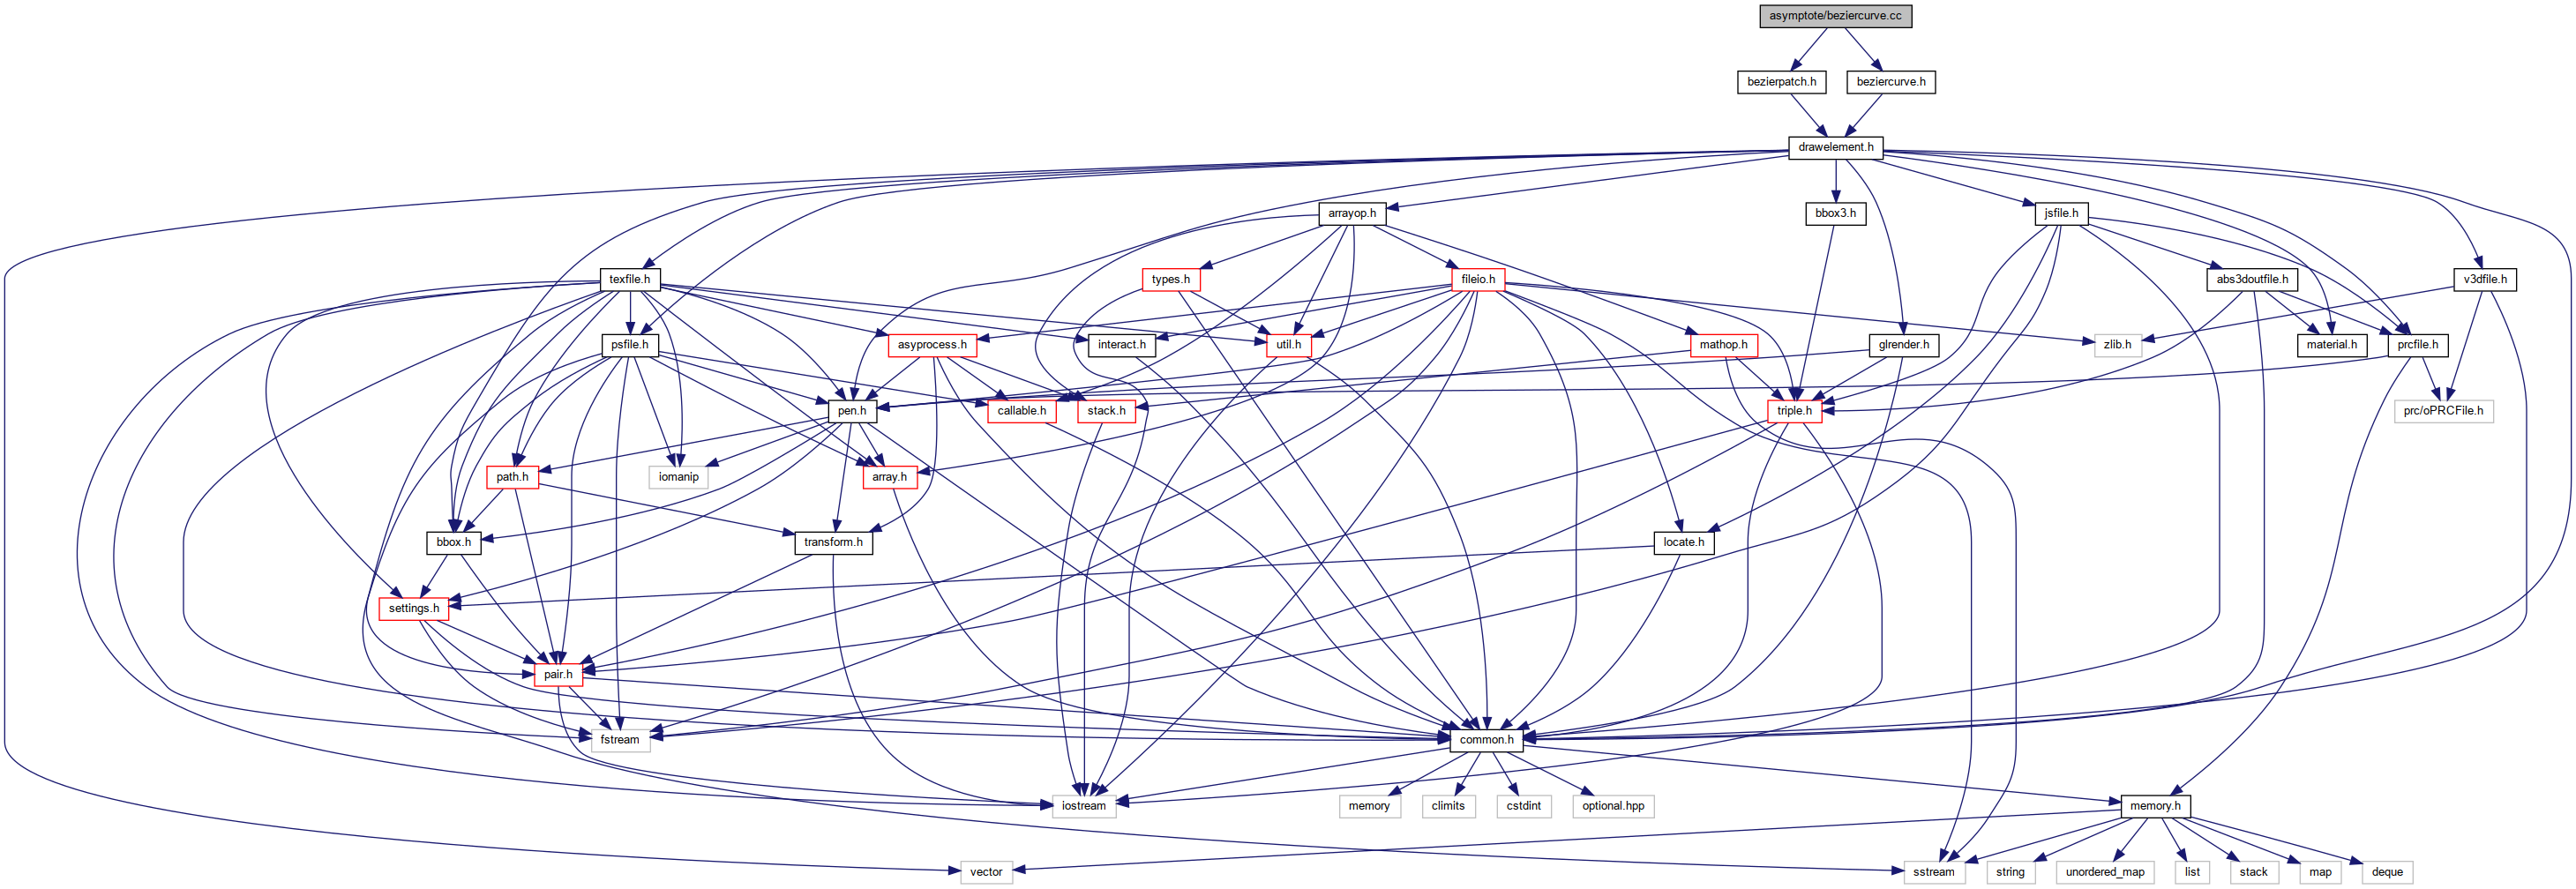 asymptote/beziercurve.cc
bezierpatch.h
beziercurve.h
drawelement.h
arrayop.h
bbox3.h
jsfile.h
texfile.h
types.h
fileio.h
abs3doutfile.h
v3dfile.h
psfile.h
asyprocess.h
interact.h
util.h
mathop.h
glrender.h
zlib.h
material.h
prcfile.h
pen.h
callable.h
stack.h
triple.h
prc/oPRCFile.h
path.h
iomanip
array.h
bbox.h
transform.h
locate.h
settings.h
pair.h
fstream
common.h
iostream
memory
climits
cstdint
optional.hpp
memory.h
vector
sstream
string
unordered_map
list
stack
map
deque